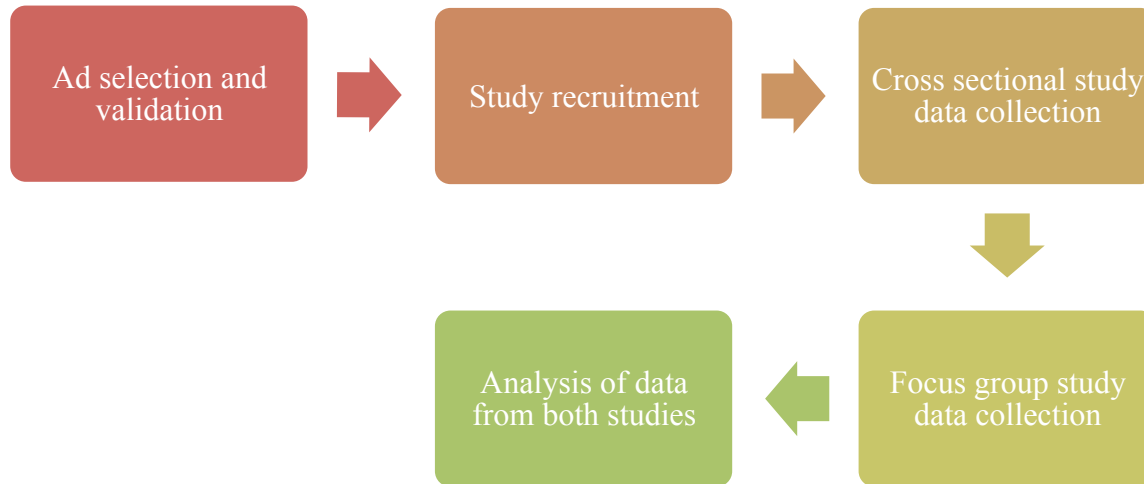 Ad selection and
validation
Study recruitment
Cross sectional study
data collection
Focus group study
data collection
Analysis of data
from both studies